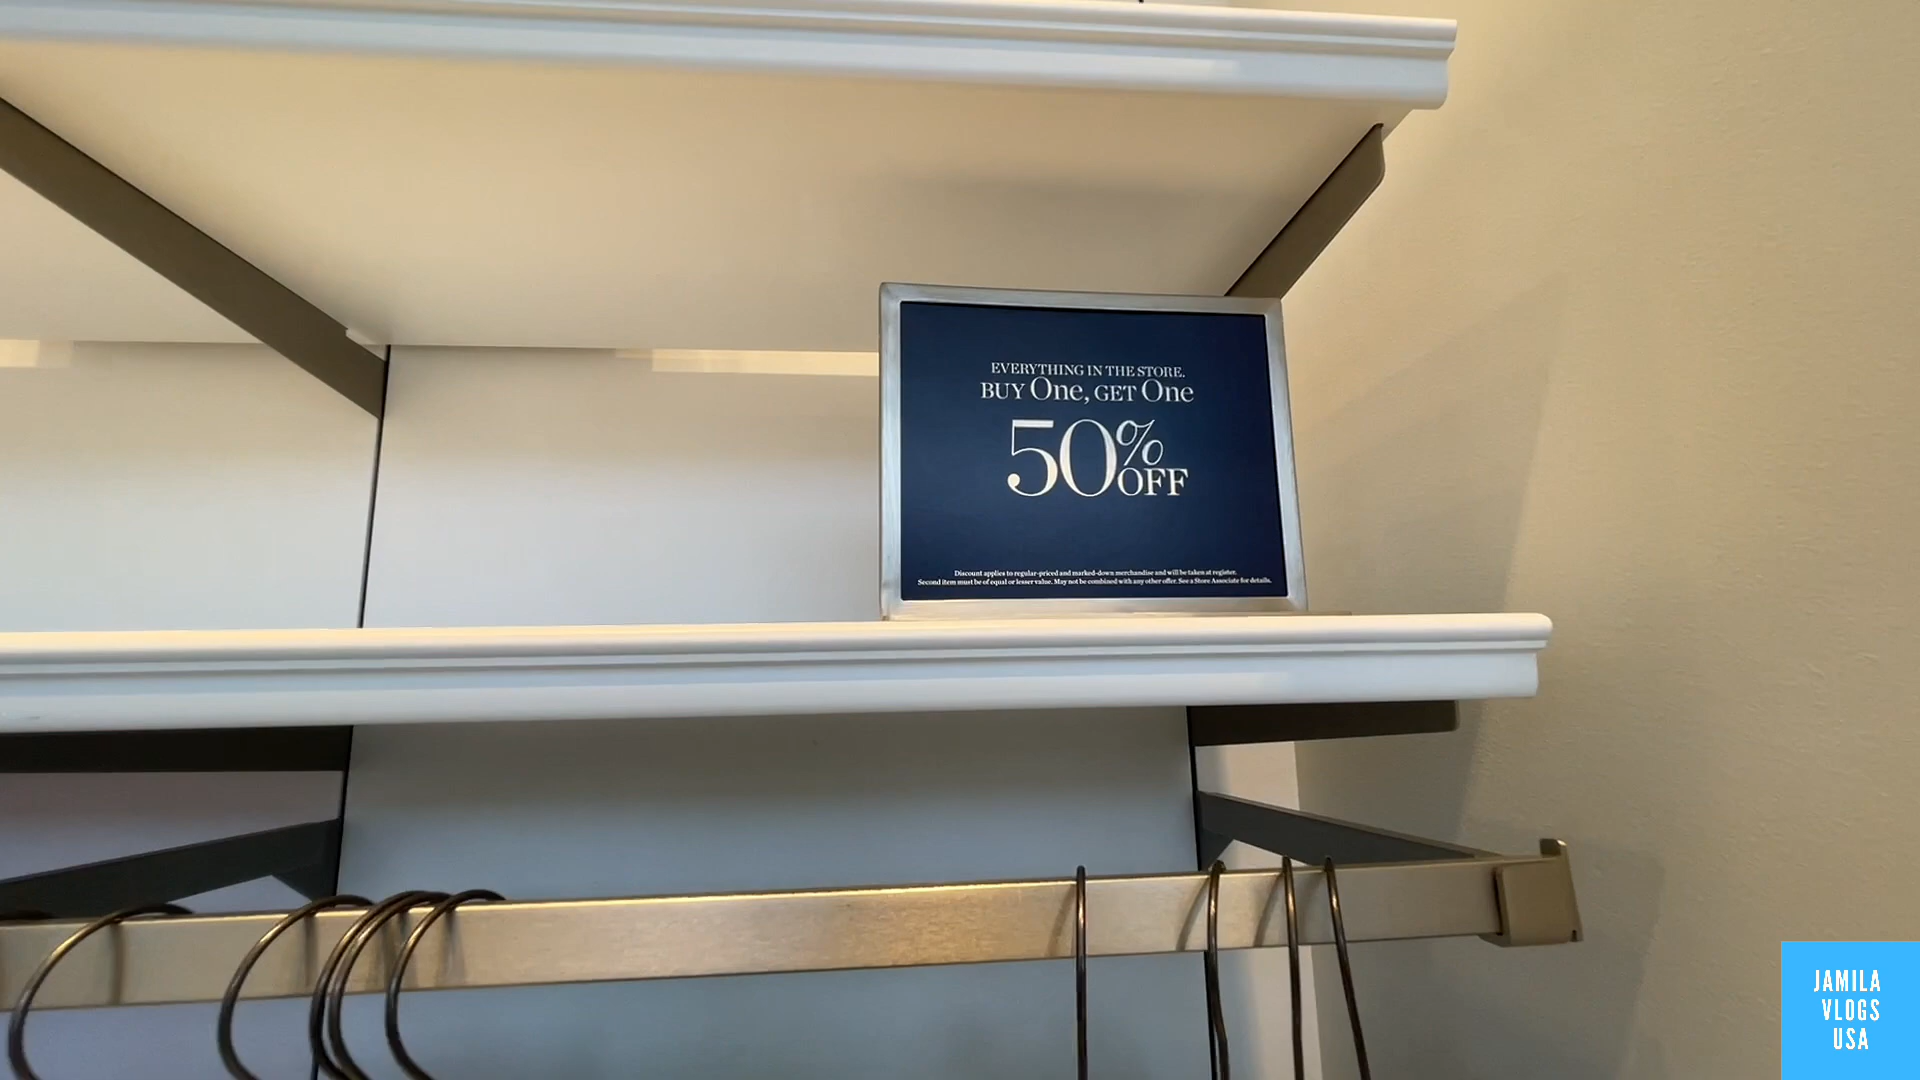 EVERYTHING IN THE STORE.
BUY One, GET One
50% OFF
Discount applies to regular-priced and marked-down merchandise and will be taken at register.
Second item must be of equal or lesser value. May not be combined with any other offer. See a Store Associate for details.
JAMILA
VLOGS
USA